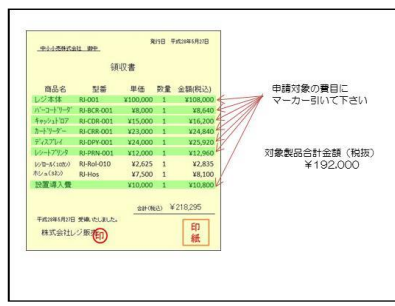 発行日 平成28年5月27日
中小小売株式会社 御中
領収書
商品名 型番 単価 数量 金額(税込)
レジ本体 RJ-001 ¥100,000 1 ¥108,000
バーコードリーダ RJ-BCR-001 ¥8,000 1 ¥8,640
キャッシュドロア RJ-CDR-001 ¥15,000 1 ¥16,200
カードリーダー RJ-CRR-001 ¥23,000 1 ¥24,840
ディスプレイ RJ-DPY-001 ¥24,000 1 ¥25,920
レシートプリンタ RJ-PRN-001 ¥12,000 1 ¥12,960
RJ-Rol-010 ¥2,625 1 ¥2,835
RJ-Hos ¥7,500 1 ¥8,100
設置導入費 ¥10,000 1 ¥10,800
合計(税込) ¥218,295
平成28年5月27日 受領いたしました。
株式会社レジ販売 印
印紙
申請対象の費目に
マーカー引いて下さい
対象製品合計金額(税抜)
¥192,000